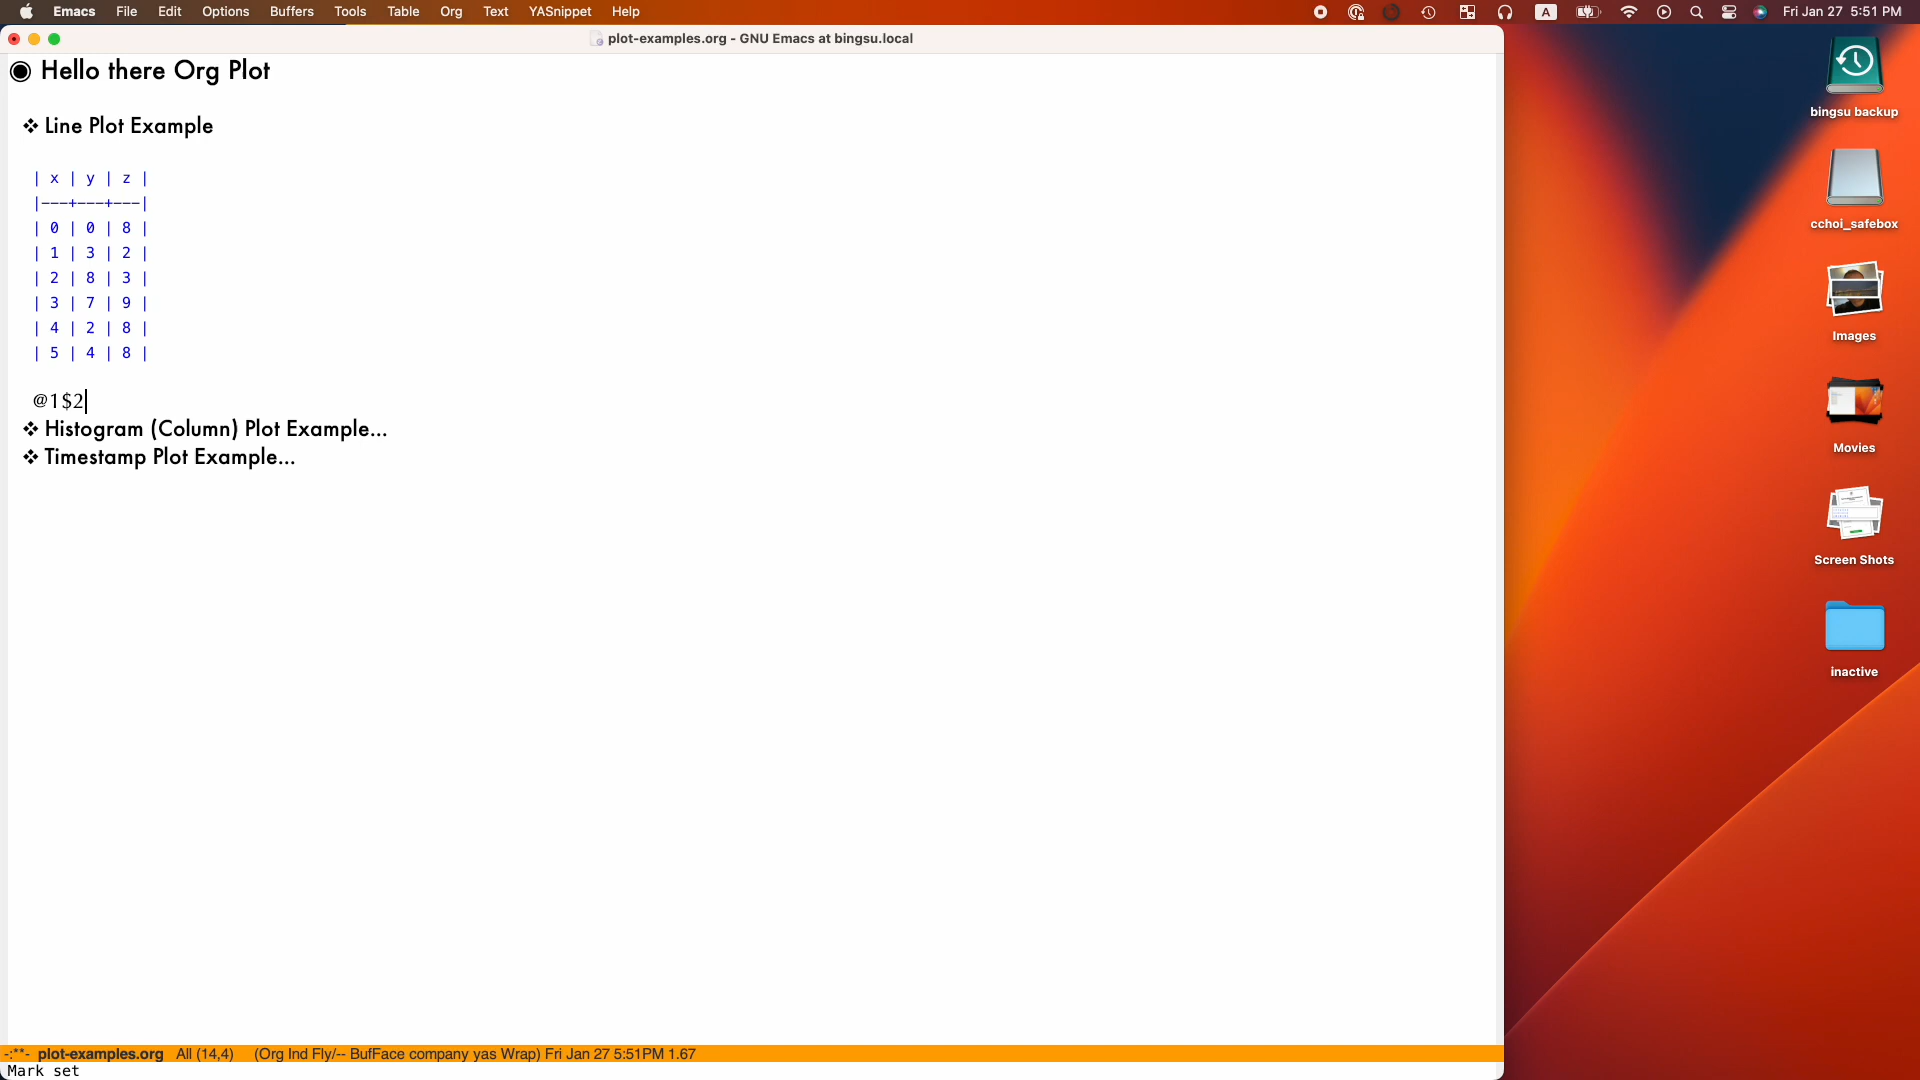 Emacs File Edit Options Buffers Tools Table Org Text YASnippet Help A Fri Jan 27 5:51 PM
plot-examples.org - GNU Emacs at bingsu.local
Hello there Org Plot
Line Plot Example
| x | y | z |
|---+---+---|
| 0 | 0 | 8 |
| 1 | 3 | 2 |
| 2 | 8 | 3 |
| 3 | 7 | 9 |
| 4 | 2 | 8 |
| 5 | 4 | 8 |
@1$2
Histogram (Column) Plot Example...
Timestamp Plot Example...
bingsu backup
cchoi_safebox
Images
Movies
Screen Shots
inactive
-:**- plot-examples.org All (14,4) (Org Ind Fly/-- BufFace company yas Wrap) Fri Jan 27 5:51PM 1.67
Mark set